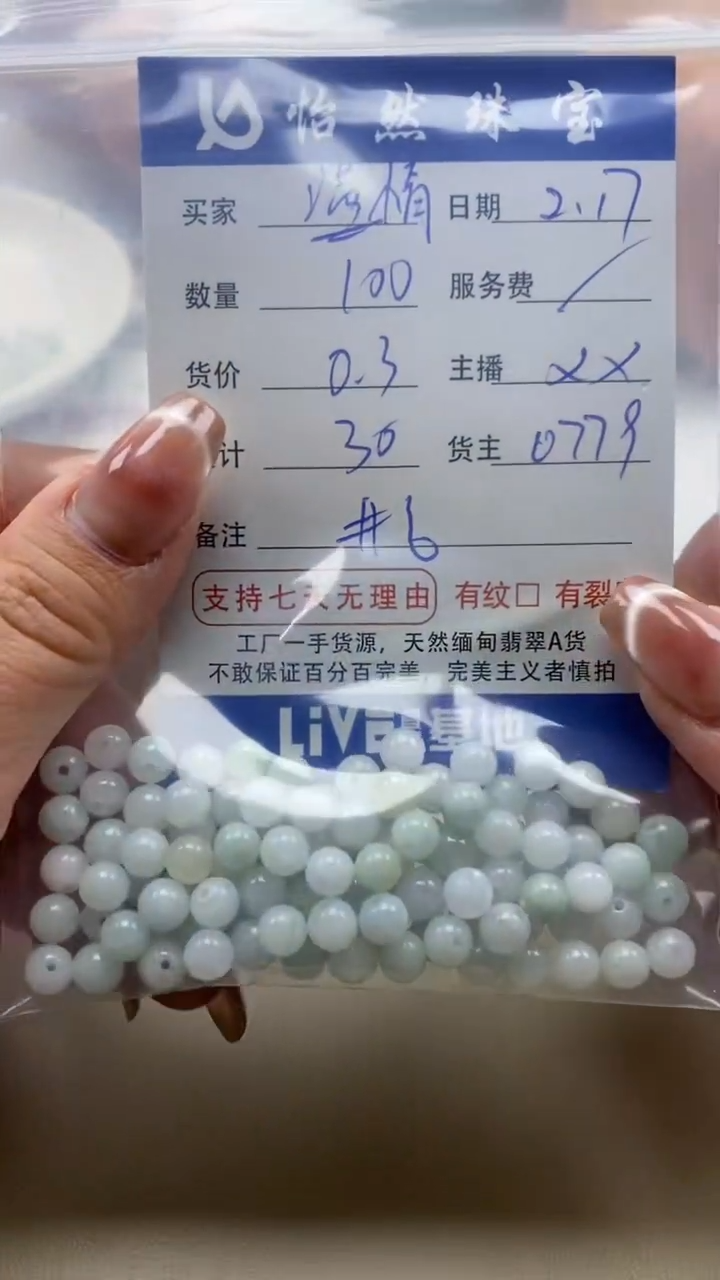 怡然珠宝
买家 日期 2.17
数量 100 服务费 /
货价 0.3 主播 XX
计 30 货主 0779
备注 #6
支持七天无理由 有纹□ 有裂
工厂一手货源，天然缅甸翡翠A货
不敢保证百分百完美 完美主义者慎拍
LiVE 基地